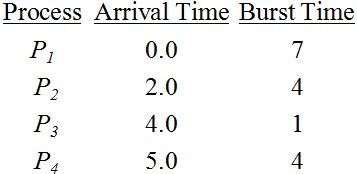 Process Arrival Time Burst Time
P1 0.0 7
P2 2.0 4
P3 4.0 1
P4 5.0 4